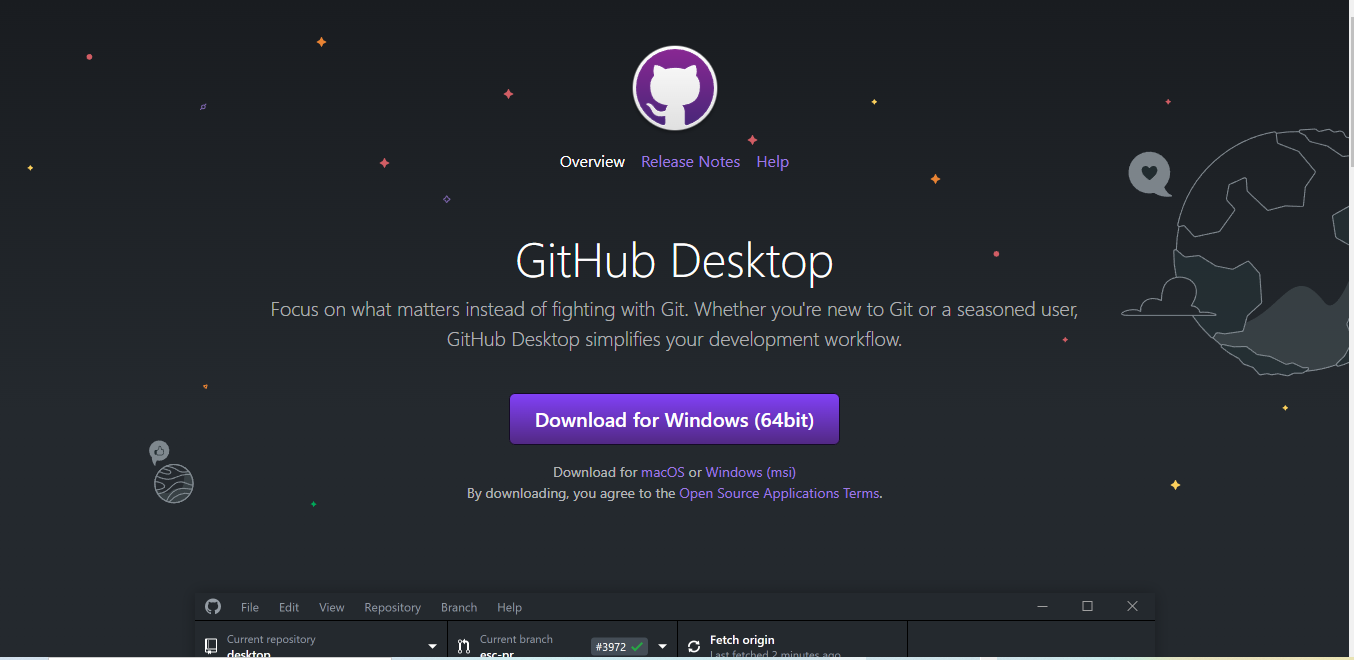 Overview Release Notes Help
GitHub Desktop
Focus on what matters instead of fighting with Git. Whether you're new to Git or a seasoned user,
GitHub Desktop simplifies your development workflow.
Download for Windows (64bit)
Download for macOS or Windows (msi)
By downloading, you agree to the Open Source Applications Terms.
File Edit View Repository Branch Help
Current repository
desktop
Current branch
esc-pr
#3972
Fetch origin
Last fetched 2 minutes ago